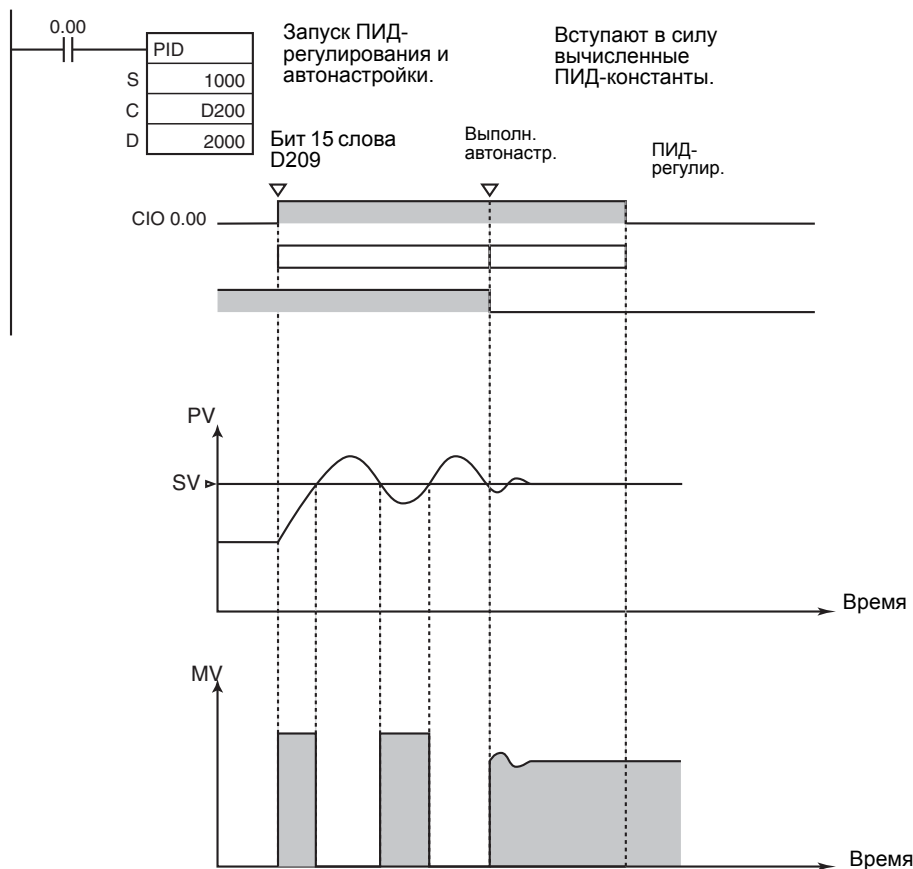 0.00
PID
S 1000
C D200
D 2000
Запуск ПИД-
регулирования и
автонастройки.
Вступают в силу
вычисленные
ПИД-константы.
Бит 15 слова
D209
Выполн.
автонастр.
ПИД-
регулир.
CIO 0.00
PV
SV
Время
MV
Время